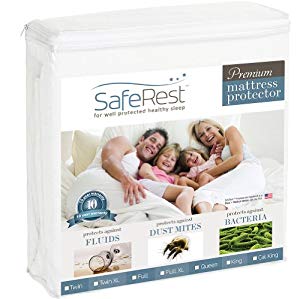 Premium
mattress
protector
SafeRest
for well protected healthy sleep
10
protects against
FLUIDS
protects against
DUST MITES
protects against
BACTERIA
Twin
Twin XL
Full
Full XL
Queen
King
Cal King